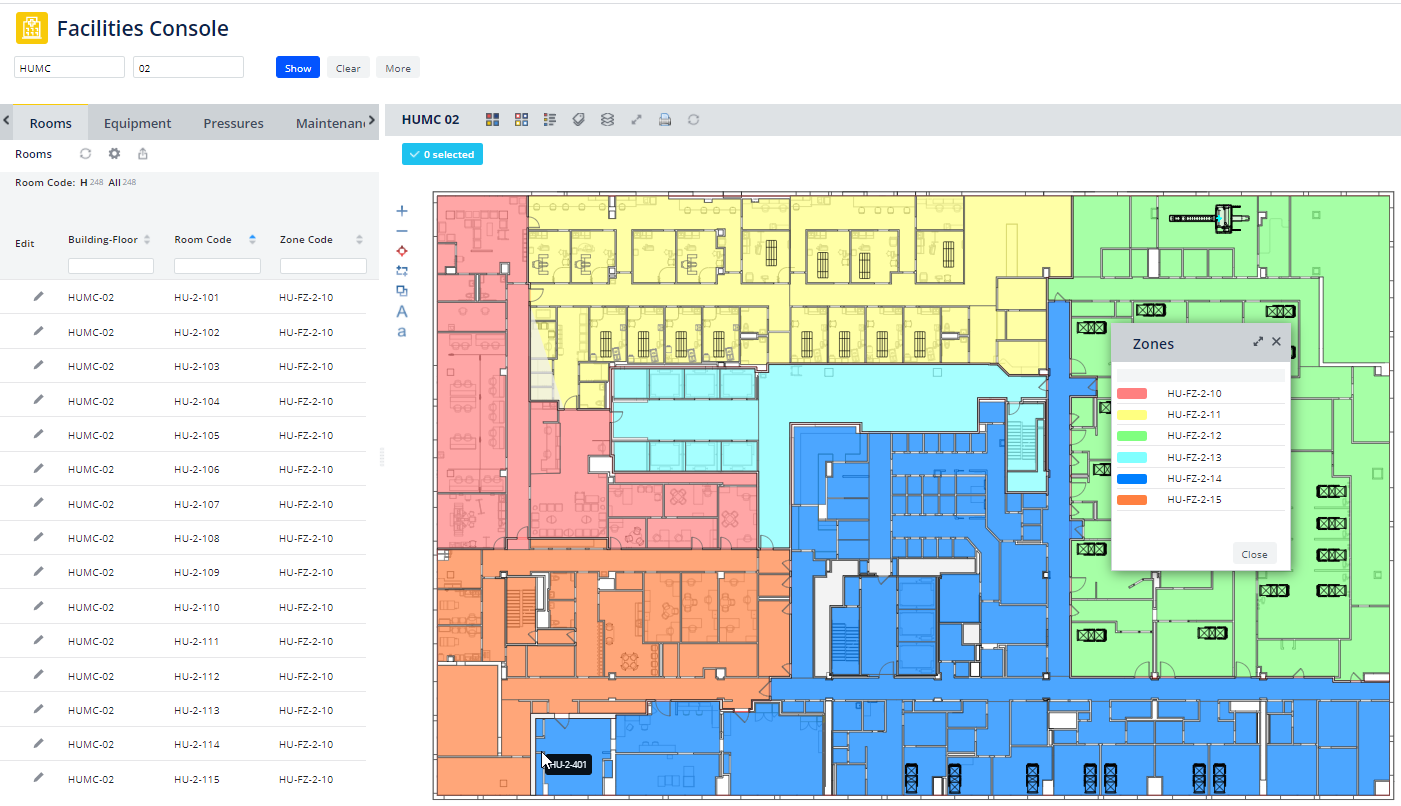 Facilities Console
HUMC 02 Show Clear More
Rooms Equipment Pressures Maintenan
HUMC 02
Rooms
0 selected
Room Code: H 248 All 248
Edit Building-Floor Room Code Zone Code
HUMC-02 HU-2-101 HU-FZ-2-10
HUMC-02 HU-2-102 HU-FZ-2-10
HUMC-02 HU-2-103 HU-FZ-2-10
HUMC-02 HU-2-104 HU-FZ-2-10
HUMC-02 HU-2-105 HU-FZ-2-10
HUMC-02 HU-2-106 HU-FZ-2-10
HUMC-02 HU-2-107 HU-FZ-2-10
HUMC-02 HU-2-108 HU-FZ-2-10
HUMC-02 HU-2-109 HU-FZ-2-10
HUMC-02 HU-2-110 HU-FZ-2-10
HUMC-02 HU-2-111 HU-FZ-2-10
HUMC-02 HU-2-112 HU-FZ-2-10
HUMC-02 HU-2-113 HU-FZ-2-10
HUMC-02 HU-2-114 HU-FZ-2-10
HUMC-02 HU-2-115 HU-FZ-2-10
A
a
Zones
HU-FZ-2-10
HU-FZ-2-11
HU-FZ-2-12
HU-FZ-2-13
HU-FZ-2-14
HU-FZ-2-15
Close
HU-2-401